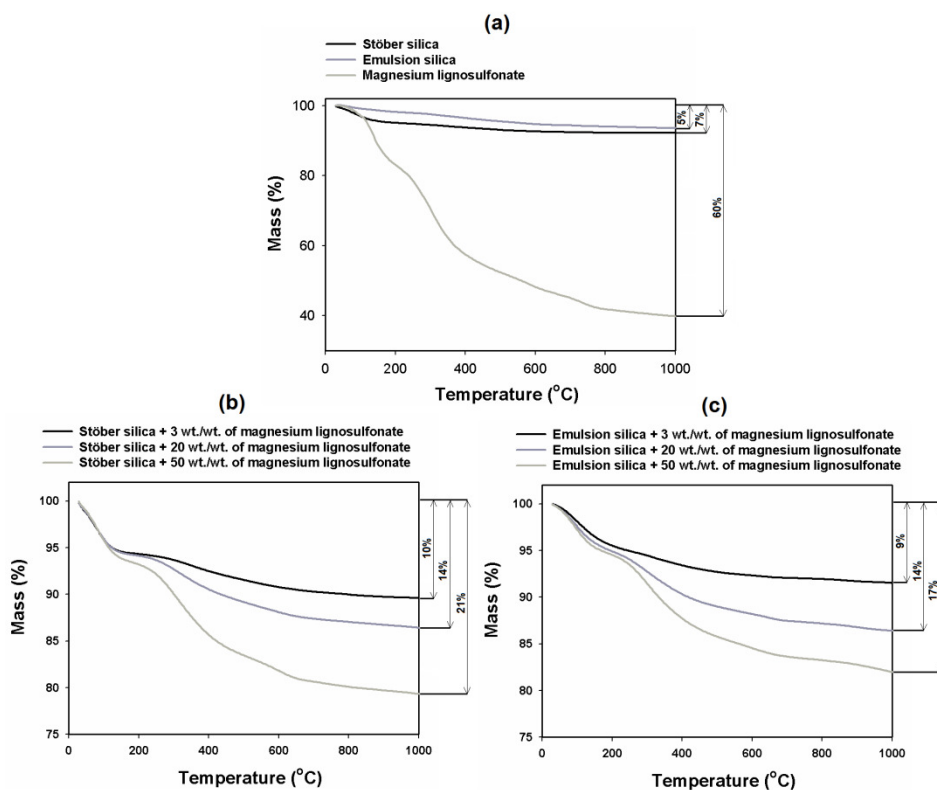 (a)
Stöber silica
Emulsion silica
Magnesium lignosulfonate
100
80
60
40
Mass (%)
5%
7%
60%
0 200 400 600 800 1000
Temperature (°C)
(b)
Stöber silica + 3 wt./wt. of magnesium lignosulfonate
Stöber silica + 20 wt./wt. of magnesium lignosulfonate
Stöber silica + 50 wt./wt. of magnesium lignosulfonate
100
95
90
85
80
75
Mass (%)
10%
14%
21%
0 200 400 600 800 1000
Temperature (°C)
(c)
Emulsion silica + 3 wt./wt. of magnesium lignosulfonate
Emulsion silica + 20 wt./wt. of magnesium lignosulfonate
Emulsion silica + 50 wt./wt. of magnesium lignosulfonate
100
95
90
85
80
75
Mass (%)
9%
14%
17%
0 200 400 600 800 1000
Temperature (°C)